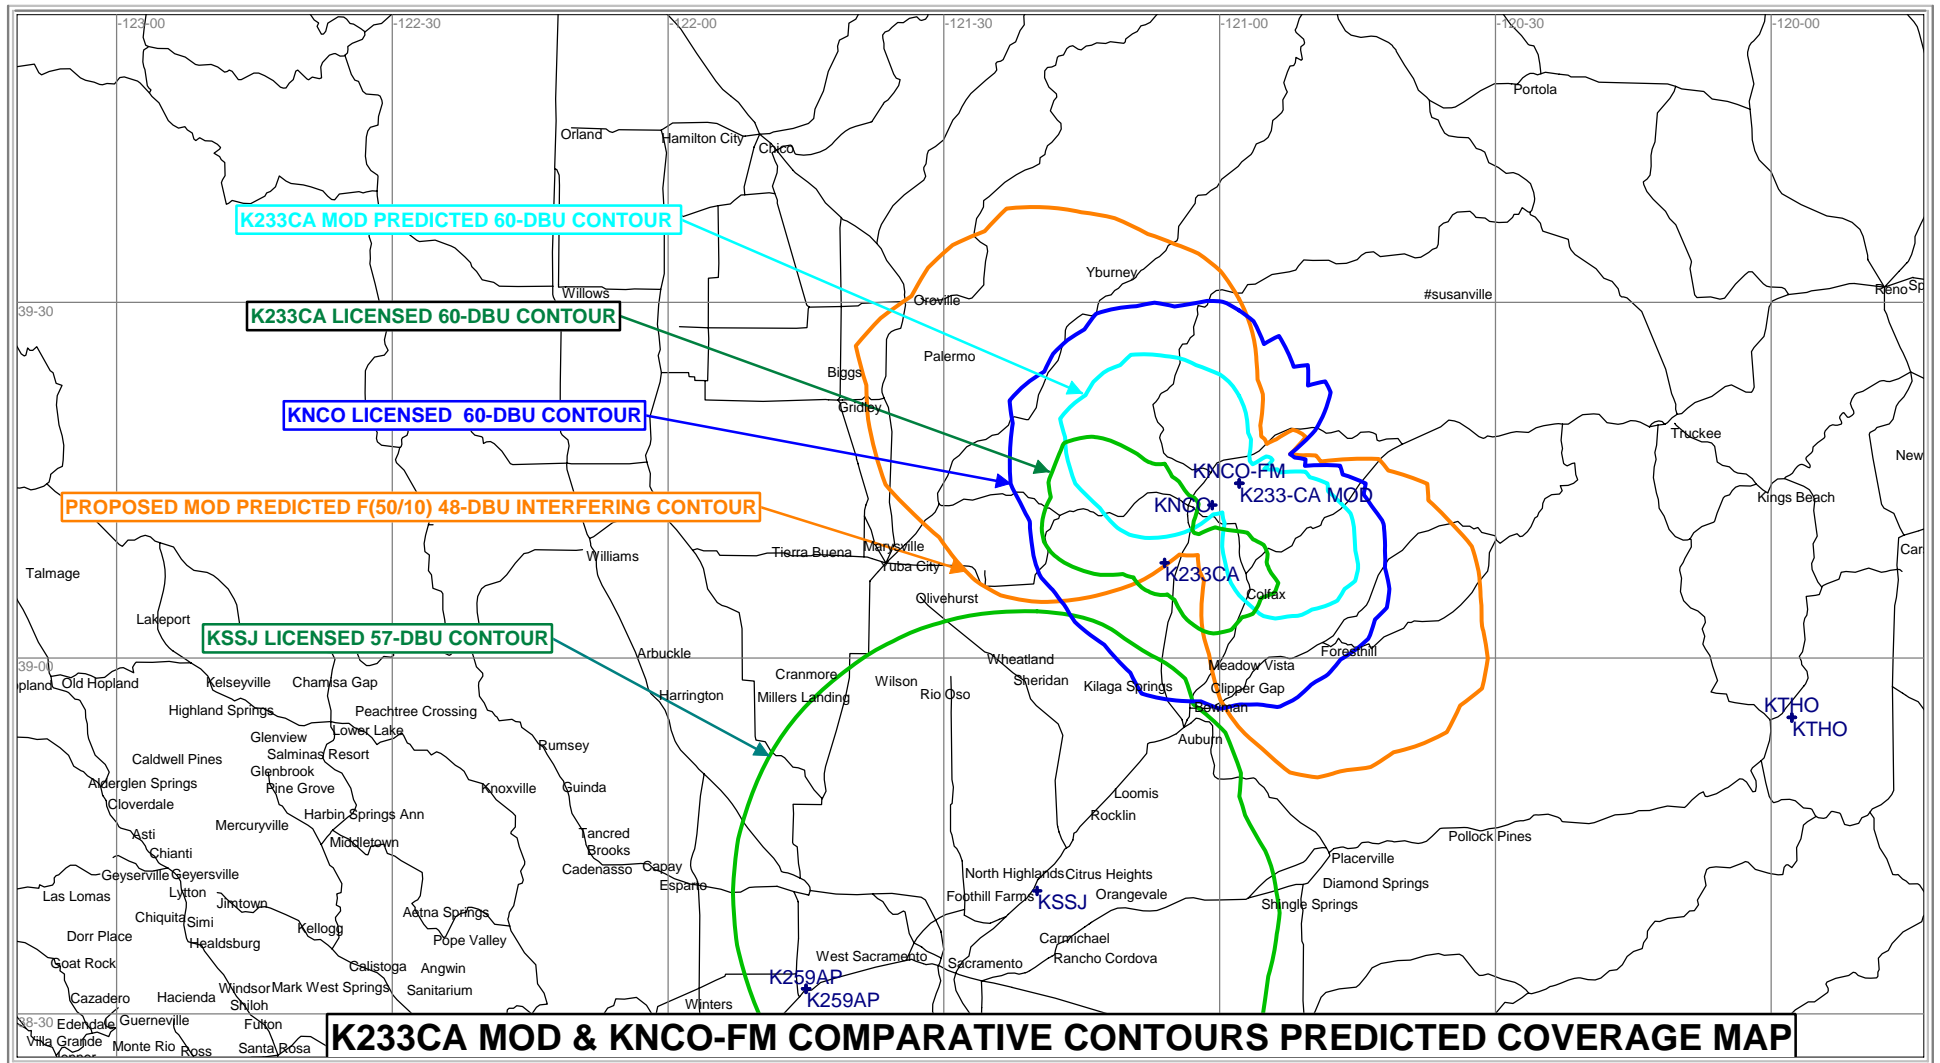 -123-00
-122-30
-122-00
-121-30
-121-00
-120-30
-120-00
Portola
Orland
Hamilton City
Chico
K233CA MOD PREDICTED 60-DBU CONTOUR
Yburney
Reno
Sp
Willows
Oroville
#susanville
39-30
K233CA LICENSED 60-DBU CONTOUR
Palermo
Biggs
Gridley
KNCO LICENSED 60-DBU CONTOUR
Truckee
New
KNCO-FM
K233-CA MOD
Kings Beach
PROPOSED MOD PREDICTED F(50/10) 48-DBU INTERFERING CONTOUR
KNCO
Williams
Tierra Buena
Marysville
Car
Yuba City
Talmage
K233CA
Olivehurst
Colfax
Lakeport
KSSJ LICENSED 57-DBU CONTOUR
Arbuckle
Wheatland
Foresthill
39-00
Meadow Vista
opland
Old Hopland
Kelseyville
Chamisa Gap
Harrington
Cranmore
Millers Landing
Wilson
Rio Oso
Sheridan
Kilaga Springs
Clipper Gap
Highland Springs
Peachtree Crossing
Bowman
KTHO
KTHO
Glenview
Lower Lake
Rumsey
Auburn
Caldwell Pines
Salminas Resort
Glenbrook
Alderglen Springs
Pine Grove
Knoxville
Guinda
Loomis
Cloverdale
Harbin Springs Ann
Rocklin
Asti
Mercuryville
Tancred
Pollock Pines
Middletown
Brooks
Chianti
Placerville
Geyserville
Geyersville
Cadenasso
Capay
North Highlands
Citrus Heights
Esparto
Diamond Springs
Las Lomas
Lytton
Jimtown
Foothill Farms
KSSJ
Orangevale
Shingle Springs
Chiquita
Simi
Aetna Springs
Kellogg
Dorr Place
Healdsburg
Pope Valley
Carmichael
West Sacramento
Sacramento
Rancho Cordova
Goat Rock
Calistoga
Angwin
K259AP
K259AP
Windsor
Mark West Springs
Sanitarium
Cazadero
Hacienda
Shiloh
Winters
38-30
Edendale
Guerneville
Fulton
Villa Grande
Monte Rio
Ross
Santa Rosa
K233CA MOD & KNCO-FM COMPARATIVE CONTOURS PREDICTED COVERAGE MAP